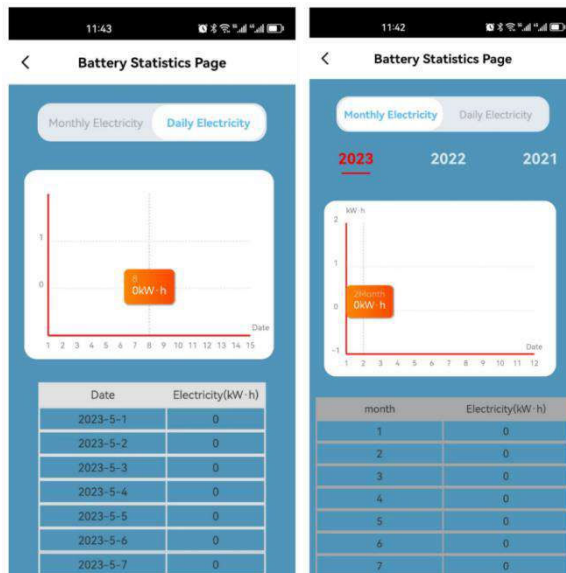 11:43
Battery Statistics Page
Monthly Electricity Daily Electricity
1
0
8
0kW·h
Date
1 2 3 4 5 6 7 8 9 10 11 12 13 14 15
Date Electricity(kW·h)
2023-5-1 0
2023-5-2 0
2023-5-3 0
2023-5-4 0
2023-5-5 0
2023-5-6 0
2023-5-7 0
11:42
Battery Statistics Page
Monthly Electricity Daily Electricity
2023 2022 2021
kW·h
2
1
0
-1
2Month
0kW·h
Date
1 2 3 4 5 6 7 8 9 10 11 12
month Electricity(kW·h)
1 0
2 0
3 0
4 0
5 0
6 0
7 0